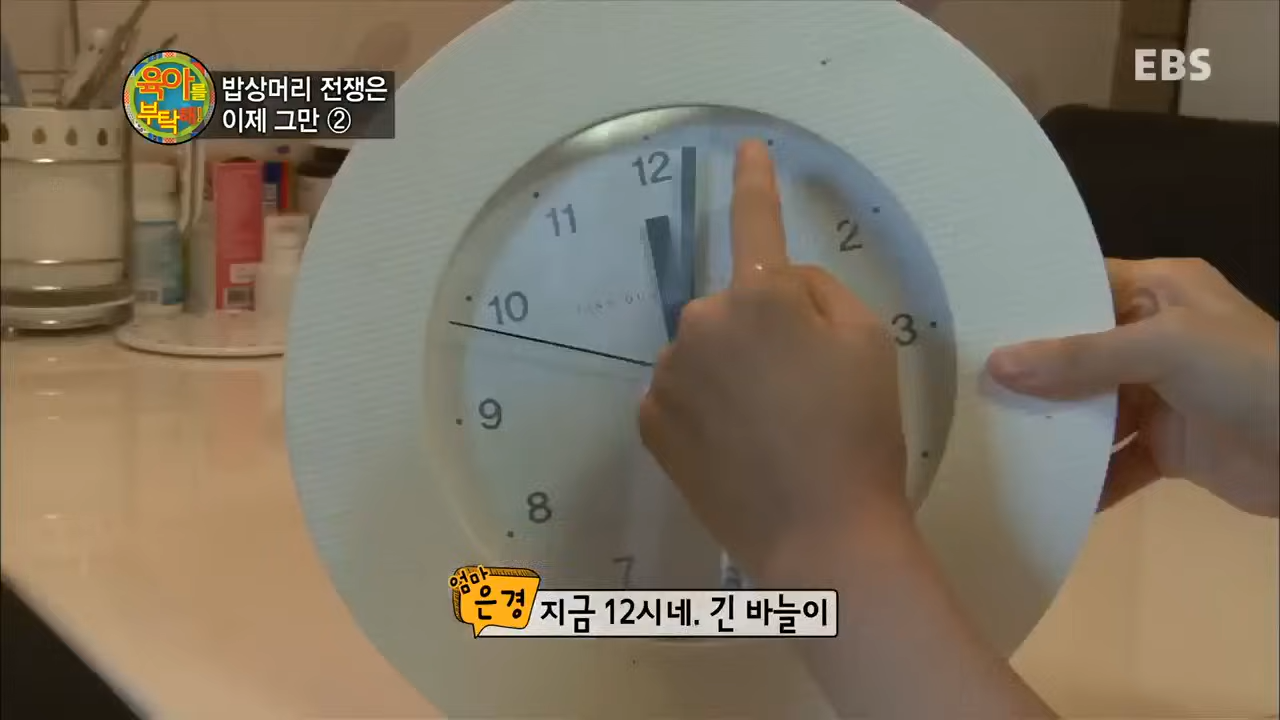 육아를
부탁해!
밥상머리 전쟁은
이제 그만 ②
EBS
12
11
2
10
3
9
8
7
엄마
은경
지금 12시네. 긴 바늘이